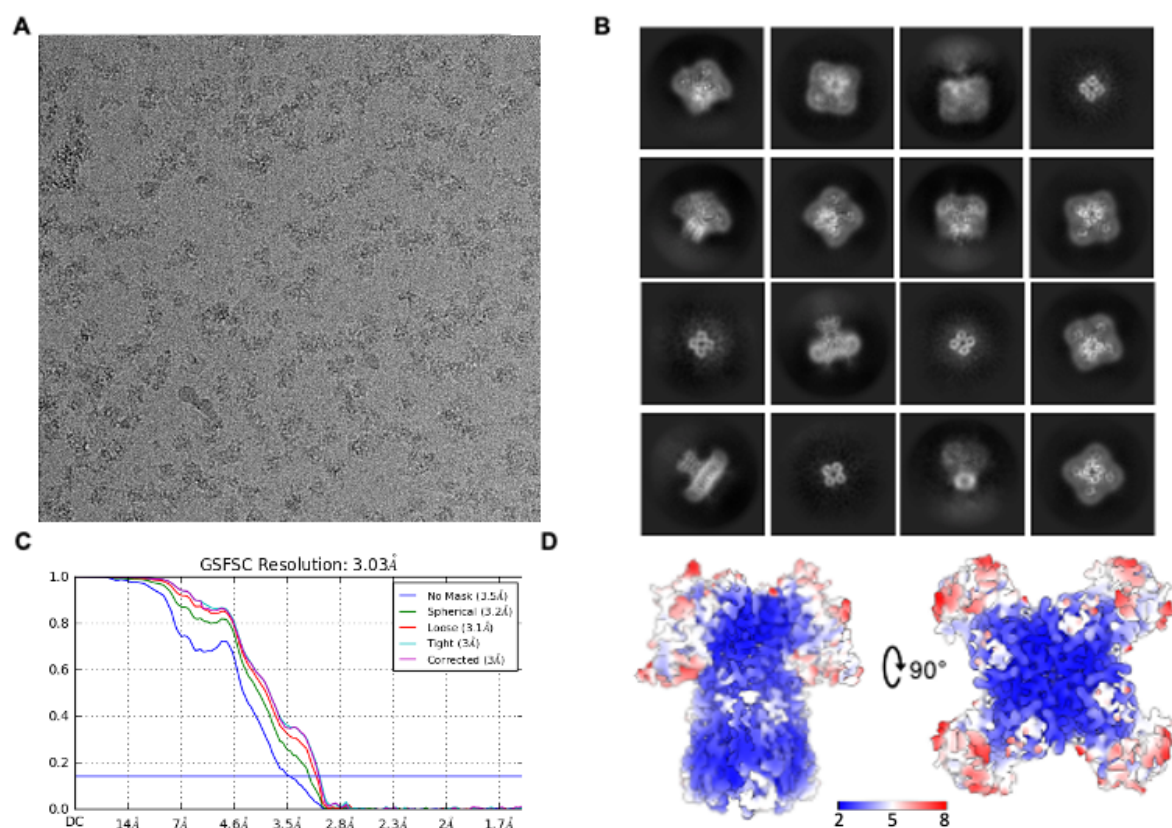 A
B
C
D
GSFSC Resolution: 3.03Å
1.0
0.8
0.6
0.4
0.2
0.0
No Mask (3.5Å)
Spherical (3.2Å)
Loose (3.1Å)
Tight (3Å)
Corrected (3Å)
DC 14Å 7Å 4.6Å 3.5Å 2.8Å 2.3Å 2Å 1.7Å
90°
2 5 8